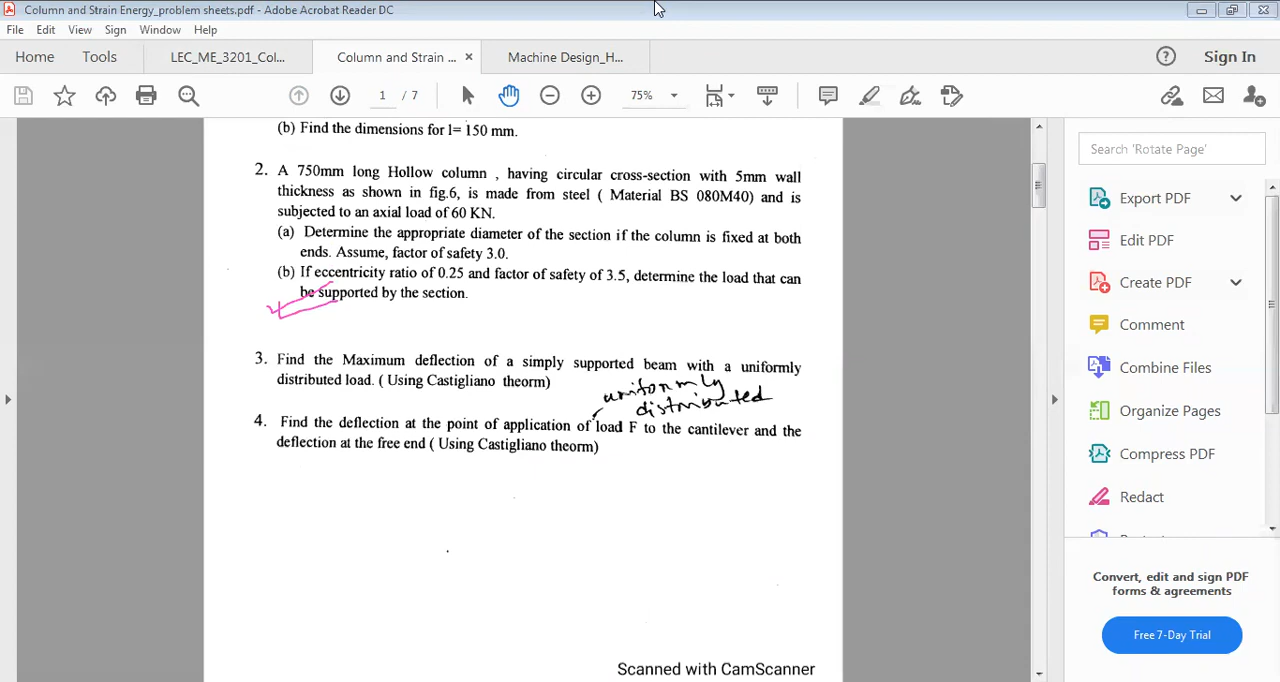 Column and Strain Energy_problem sheets.pdf - Adobe Acrobat Reader DC
File Edit View Sign Window Help
Home Tools LEC_ME_3201_Col... Column and Strain ... × Machine Design_H... Sign In
1 / 7 75%
(b) Find the dimensions for l= 150 mm.
2. A 750mm long Hollow column , having circular cross-section with 5mm wall
thickness as shown in fig.6, is made from steel ( Material BS 080M40) and is
subjected to an axial load of 60 KN.
(a) Determine the appropriate diameter of the section if the column is fixed at both
ends. Assume, factor of safety 3.0.
(b) If eccentricity ratio of 0.25 and factor of safety of 3.5, determine the load that can
be supported by the section.
3. Find the Maximum deflection of a simply supported beam with a uniformly
distributed load. ( Using Castigliano theorm)
uniformly
distributed
4. Find the deflection at the point of application of load F to the cantilever and the
deflection at the free end ( Using Castigliano theorm)
Scanned with CamScanner
Search 'Rotate Page'
Export PDF
Edit PDF
Create PDF
Comment
Combine Files
Organize Pages
Compress PDF
Redact
Convert, edit and sign PDF
forms & agreements
Free 7-Day Trial